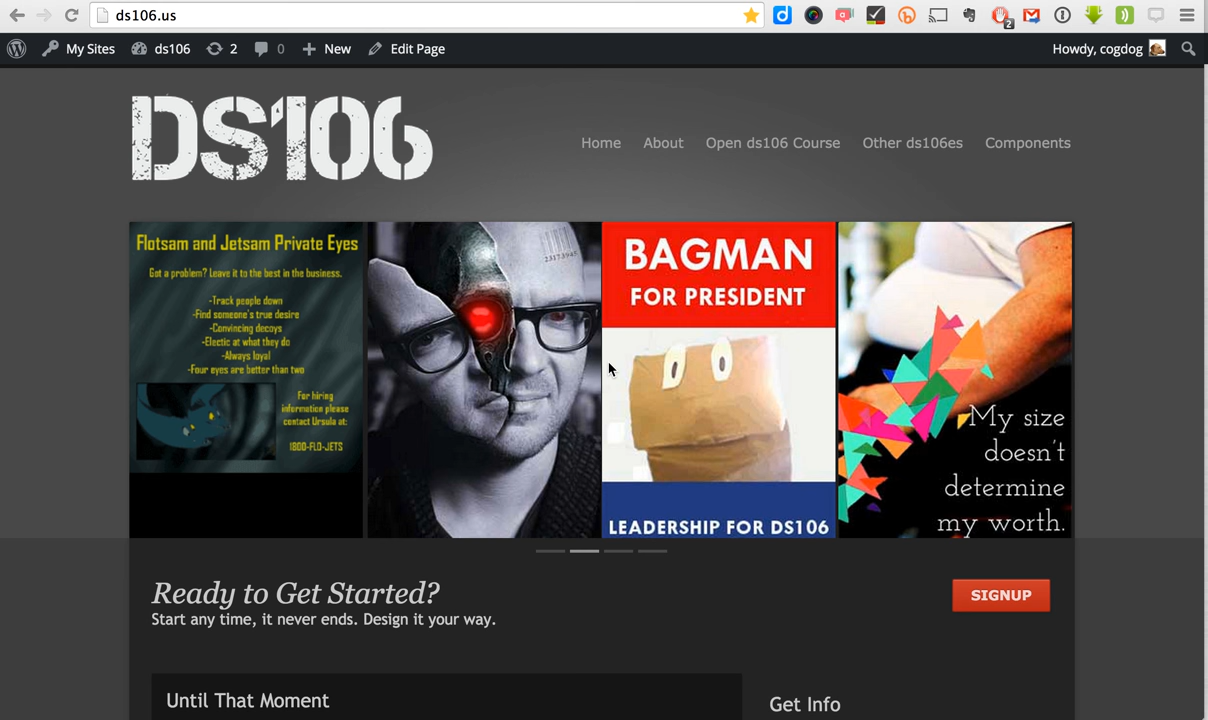 ds106.us
2
My Sites
ds106
2
0
New
Edit Page
Howdy, cogdog
DS106
Home
About
Open ds106 Course
Other ds106es
Components
Flotsam and Jetsam Private Eyes
Got a problem? Leave it to the best in the business.
-Track people down
-Find someone's true desire
-Convincing decoys
-Electic at what they do
-Always loyal
-Four eyes are better than two
For hiring
information please
contact Ursula at:
1800-FLO-JETS
BAGMAN
FOR PRESIDENT
LEADERSHIP FOR DS106
My size
doesn't
determine
my worth.
Ready to Get Started?
Start any time, it never ends. Design it your way.
SIGNUP
Until That Moment
Get Info